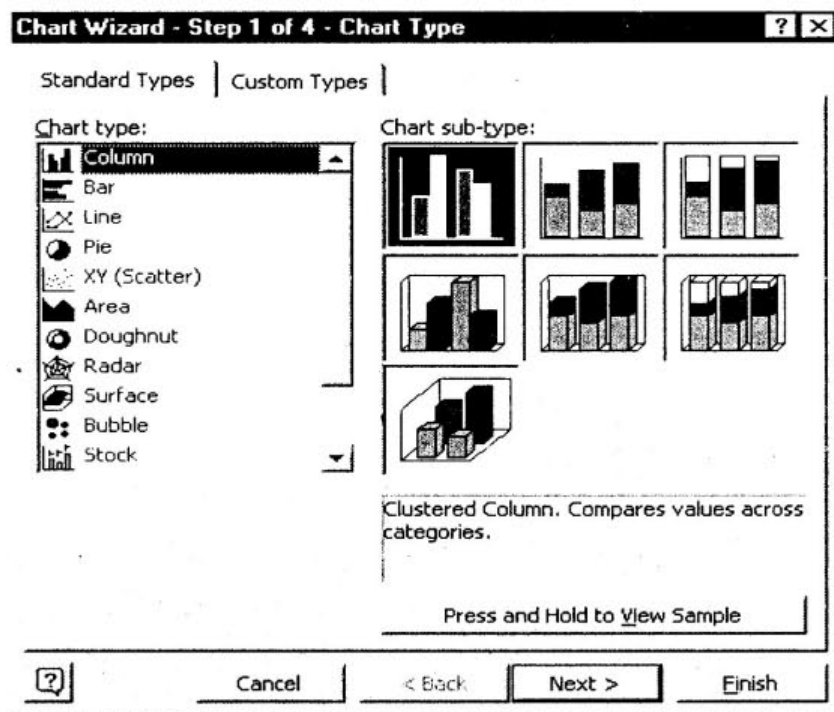 Chart Wizard - Step 1 of 4 - Chart Type
? ×
Standard Types
Custom Types
Chart type:
Column
Bar
Line
Pie
XY (Scatter)
Area
Doughnut
Radar
Surface
Bubble
Stock
Chart sub-type:
Clustered Column. Compares values across
categories.
Press and Hold to View Sample
?
Cancel
< Back
Next >
Finish